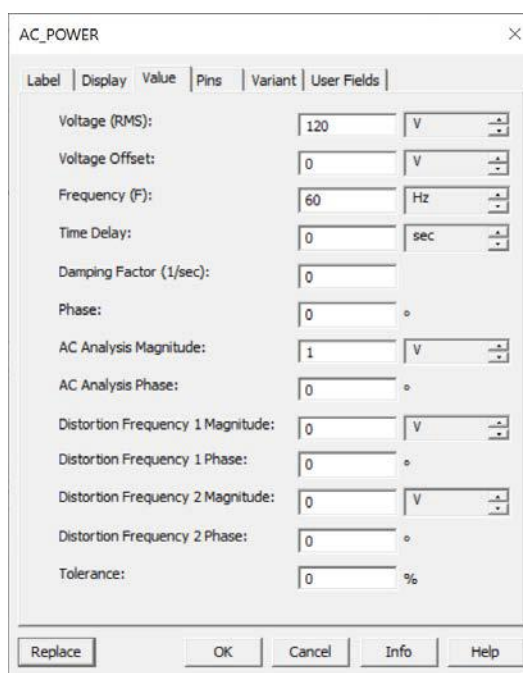 AC_POWER
Label Display Value Pins Variant User Fields
Voltage (RMS): 120 V
Voltage Offset: 0 V
Frequency (F): 60 Hz
Time Delay: 0 sec
Damping Factor (1/sec): 0
Phase: 0 °
AC Analysis Magnitude: 1 V
AC Analysis Phase: 0 °
Distortion Frequency 1 Magnitude: 0 V
Distortion Frequency 1 Phase: 0 °
Distortion Frequency 2 Magnitude: 0 V
Distortion Frequency 2 Phase: 0 °
Tolerance: 0 %
Replace OK Cancel Info Help